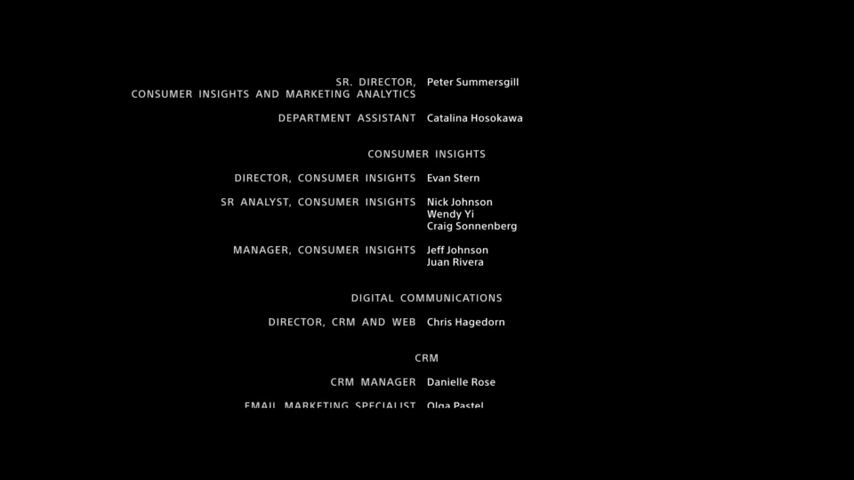 SR. DIRECTOR, Peter Summersgill
CONSUMER INSIGHTS AND MARKETING ANALYTICS
DEPARTMENT ASSISTANT Catalina Hosokawa
CONSUMER INSIGHTS
DIRECTOR, CONSUMER INSIGHTS Evan Stern
SR ANALYST, CONSUMER INSIGHTS Nick Johnson
Wendy Yi
Craig Sonnenberg
MANAGER, CONSUMER INSIGHTS Jeff Johnson
Juan Rivera
DIGITAL COMMUNICATIONS
DIRECTOR, CRM AND WEB Chris Hagedorn
CRM
CRM MANAGER Danielle Rose
EMAIL MARKETING SPECIALIST Olga Pastel